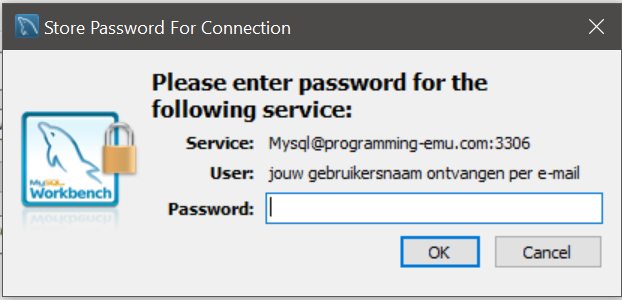 Store Password For Connection
Please enter password for the
following service:
Service: Mysql@programming-emu.com:3306
User: jouw gebruikersnaam ontvangen per e-mail
MySQL
Workbench
Password:
OK Cancel